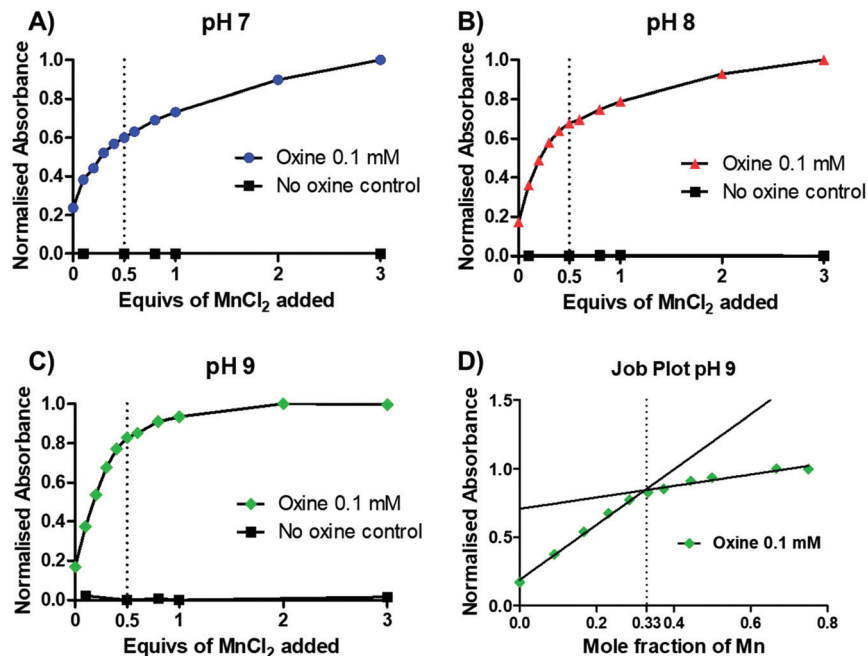 A)
pH 7
Normalised Absorbance
1.0
0.8
0.6
0.4
0.2
0.0
0
0.5
1
2
3
Equivs of MnCl₂ added
Oxine 0.1 mM
No oxine control
B)
pH 8
Normalised Absorbance
1.0
0.8
0.6
0.4
0.2
0.0
0
0.5
1
2
3
Equivs of MnCl₂ added
Oxine 0.1 mM
No oxine control
C)
pH 9
Normalised Absorbance
1.0
0.8
0.6
0.4
0.2
0.0
0
0.5
1
2
3
Equivs of MnCl₂ added
Oxine 0.1 mM
No oxine control
D)
Job Plot pH 9
Normalised Absorbance
1.5
1.0
0.5
0.0
0.0
0.2
0.33
0.4
0.6
0.8
Mole fraction of Mn
Oxine 0.1 mM